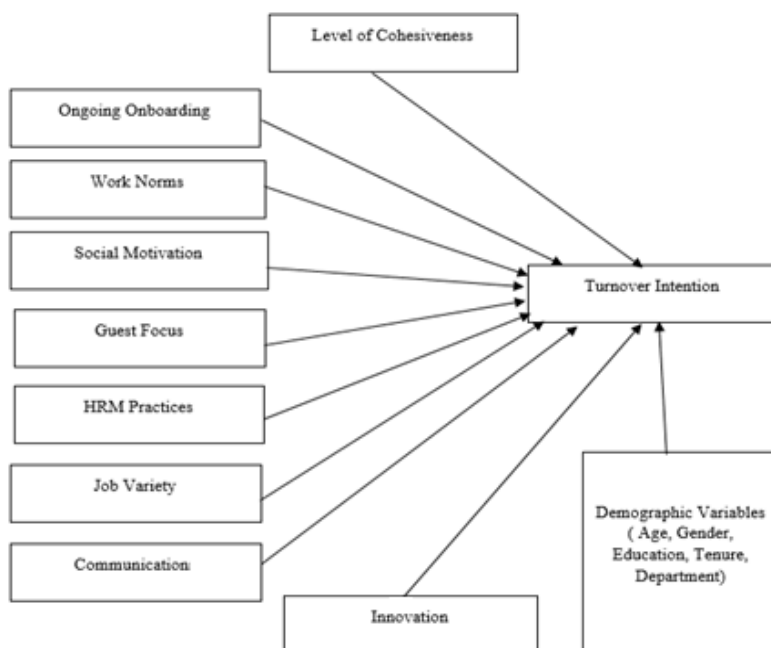 Level of Cohesiveness
Ongoing Onboarding
Work Norms
Social Motivation
Turnover Intention
Guest Focus
HRM Practices
Job Variety
Demographic Variables
( Age, Gender,
Education, Tenure,
Department)
Communication
Innovation